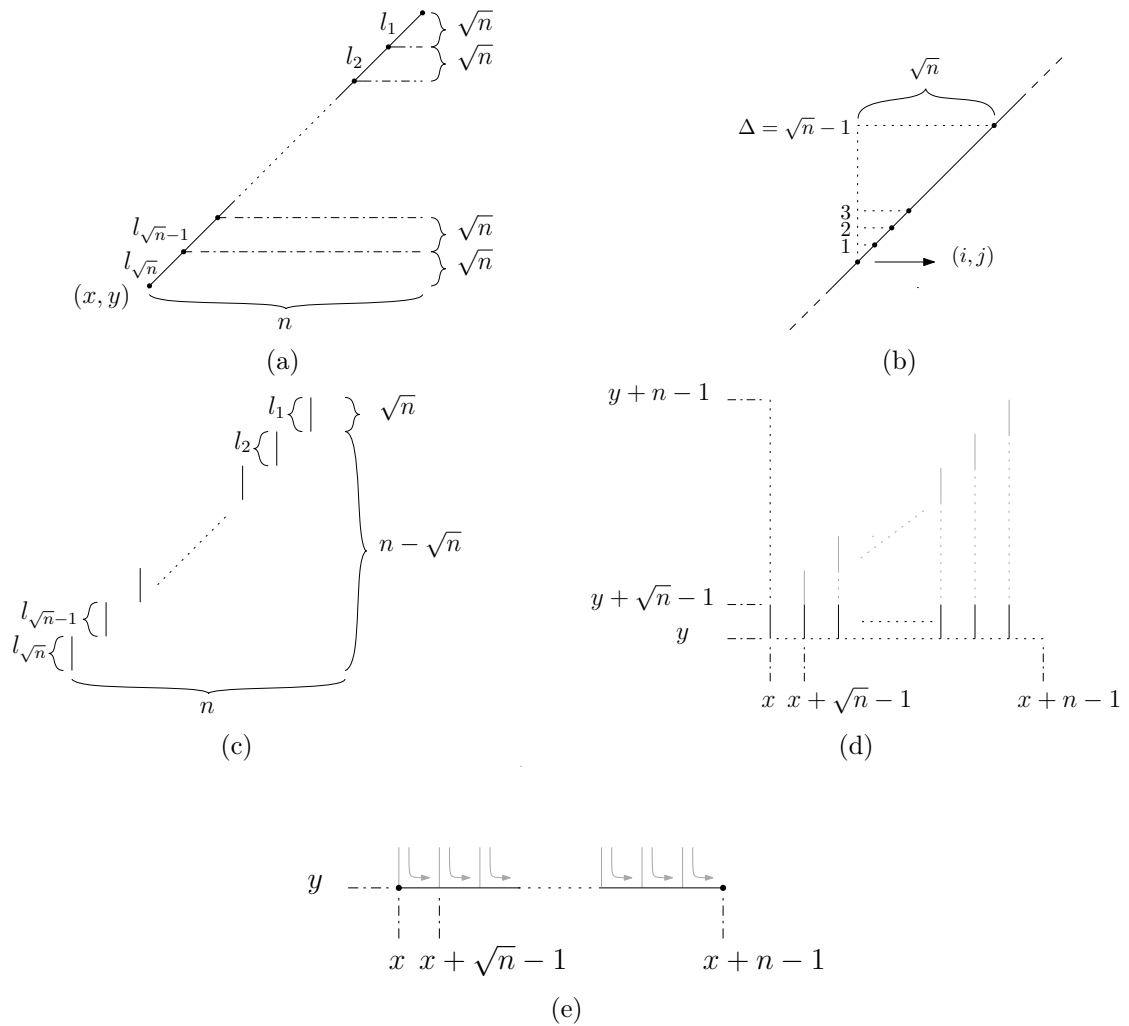 l_1
√n
l_2
√n
l_{√n−1}
√n
l_{√n}
√n
(x, y)
n
(a)
√n
Δ = √n − 1
3
2
1
(i, j)
(b)
l_1
√n
l_2
n − √n
l_{√n−1}
l_{√n}
n
(c)
y + n − 1
y + √n − 1
y
x x + √n − 1 x + n − 1
(d)
y
x x + √n − 1 x + n − 1
(e)